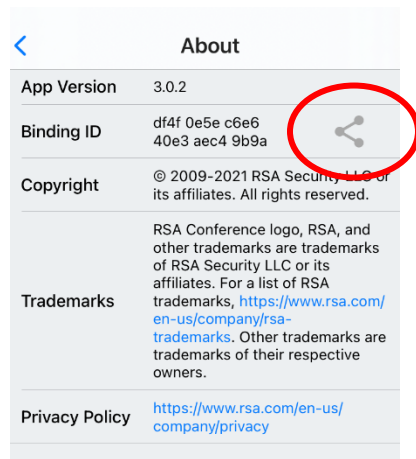 About
App Version 3.0.2
Binding ID df4f 0e5e c6e6
40e3 aec4 9b9a
Copyright © 2009-2021 RSA Security LLC or
its affiliates. All rights reserved.
RSA Conference logo, RSA, and
other trademarks are trademarks
of RSA Security LLC or its
affiliates. For a list of RSA
Trademarks trademarks, https://www.rsa.com/
en-us/company/rsa-
trademarks. Other trademarks are
trademarks of their respective
owners.
Privacy Policy https://www.rsa.com/en-us/
company/privacy